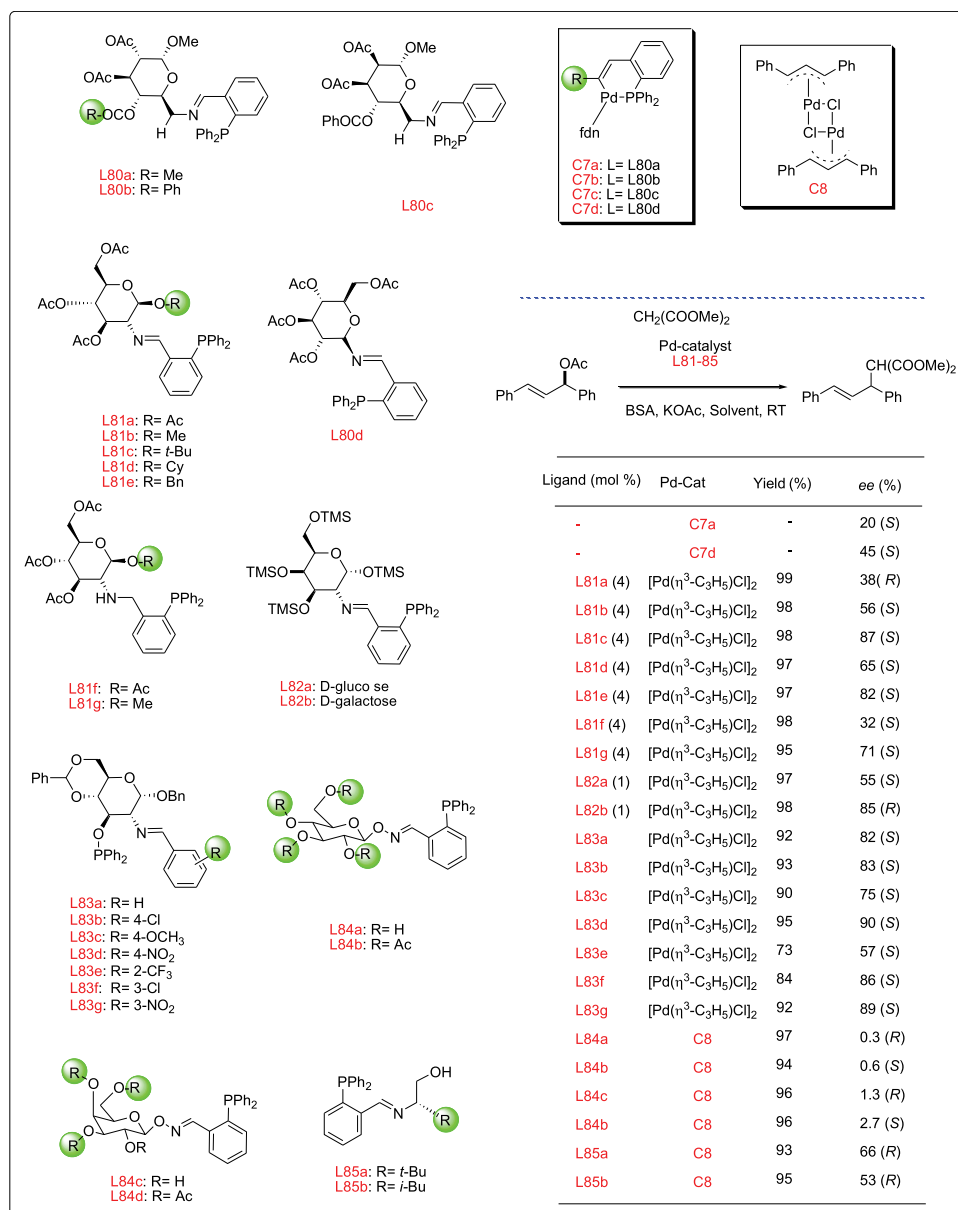 OAc
OMe
AcO
AcO
O
R-OCO
H
N
Ph₂P
L80a: R= Me
L80b: R= Ph
OAc
OMe
AcO
O
PhOCO
H
N
Ph₂P
L80c
R
Pd-PPh₂
fdn
C7a: L= L80a
C7b: L= L80b
C7c: L= L80c
C7d: L= L80d
Ph
Ph
Pd-Cl
Cl-Pd
Ph
Ph
C8
OAc
O
AcO
O-R
AcO
N
PPh₂
L81a: R= Ac
L81b: R= Me
L81c: R= t-Bu
L81d: R= Cy
L81e: R= Bn
AcO
OAc
AcO
O
AcO
N
Ph₂P
L80d
CH₂(COOMe)₂
Pd-catalyst
L81-85
BSA, KOAc, Solvent, RT
OAc
Ph
Ph
CH(COOMe)₂
Ph
Ph
OAc
O
AcO
O-R
AcO
HN
PPh₂
L81f: R= Ac
L81g: R= Me
OTMS
O
TMSO
OTMS
TMSO
N
PPh₂
L82a: D-gluco se
L82b: D-galactose
Ph
O
O
O
OBn
O
N
PPh₂
R
L83a: R= H
L83b: R= 4-Cl
L83c: R= 4-OCH₃
L83d: R= 4-NO₂
L83e: R= 2-CF₃
L83f: R= 3-Cl
L83g: R= 3-NO₂
R
O-R
O
O
R-O
O
O-R
O-N
PPh₂
L84a: R= H
L84b: R= Ac
R
O
O-R
O
R-O
OR
O-N
PPh₂
L84c: R= H
L84d: R= Ac
PPh₂
OH
N
R
L85a: R= t-Bu
L85b: R= i-Bu
Ligand (mol %) Pd-Cat Yield (%) ee (%)
- C7a - 20 (S)
- C7d - 45 (S)
L81a (4) [Pd(η³-C₃H₅)Cl]₂ 99 38( R)
L81b (4) [Pd(η³-C₃H₅)Cl]₂ 98 56 (S)
L81c (4) [Pd(η³-C₃H₅)Cl]₂ 98 87 (S)
L81d (4) [Pd(η³-C₃H₅)Cl]₂ 97 65 (S)
L81e (4) [Pd(η³-C₃H₅)Cl]₂ 97 82 (S)
L81f (4) [Pd(η³-C₃H₅)Cl]₂ 98 32 (S)
L81g (4) [Pd(η³-C₃H₅)Cl]₂ 95 71 (S)
L82a (1) [Pd(η³-C₃H₅)Cl]₂ 97 55 (S)
L82b (1) [Pd(η³-C₃H₅)Cl]₂ 98 85 (R)
L83a [Pd(η³-C₃H₅)Cl]₂ 92 82 (S)
L83b [Pd(η³-C₃H₅)Cl]₂ 93 83 (S)
L83c [Pd(η³-C₃H₅)Cl]₂ 90 75 (S)
L83d [Pd(η³-C₃H₅)Cl]₂ 95 90 (S)
L83e [Pd(η³-C₃H₅)Cl]₂ 73 57 (S)
L83f [Pd(η³-C₃H₅)Cl]₂ 84 86 (S)
L83g [Pd(η³-C₃H₅)Cl]₂ 92 89 (S)
L84a C8 97 0.3 (R)
L84b C8 94 0.6 (S)
L84c C8 96 1.3 (R)
L84b C8 96 2.7 (S)
L85a C8 93 66 (R)
L85b C8 95 53 (R)